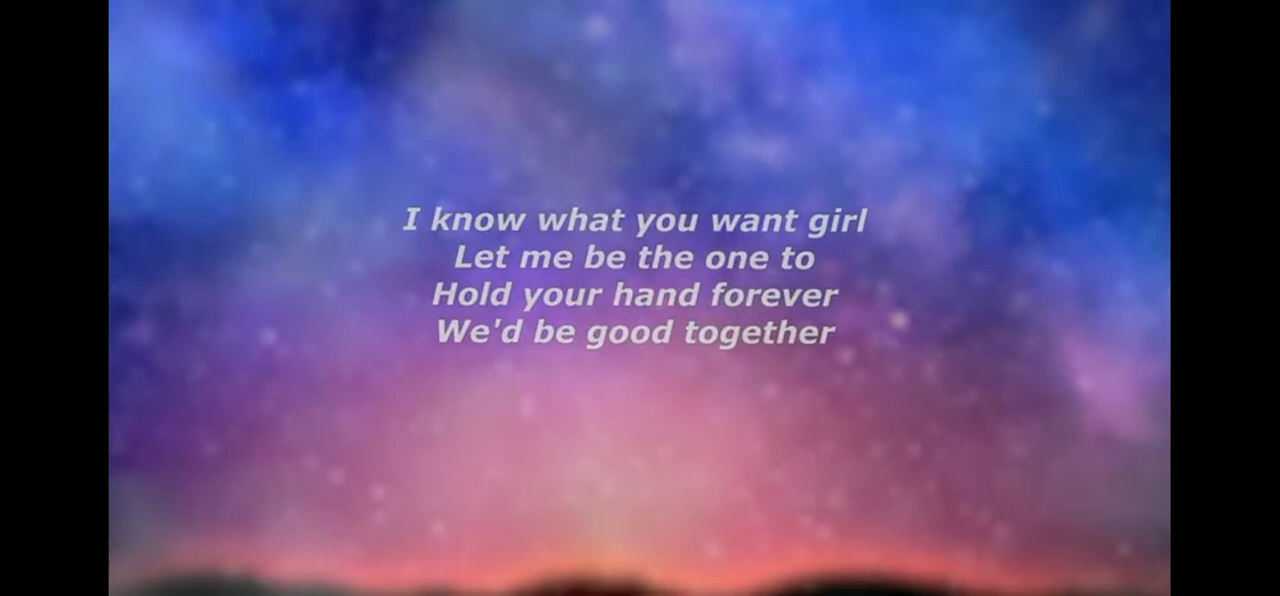 I know what you want girl
Let me be the one to
Hold your hand forever
We'd be good together